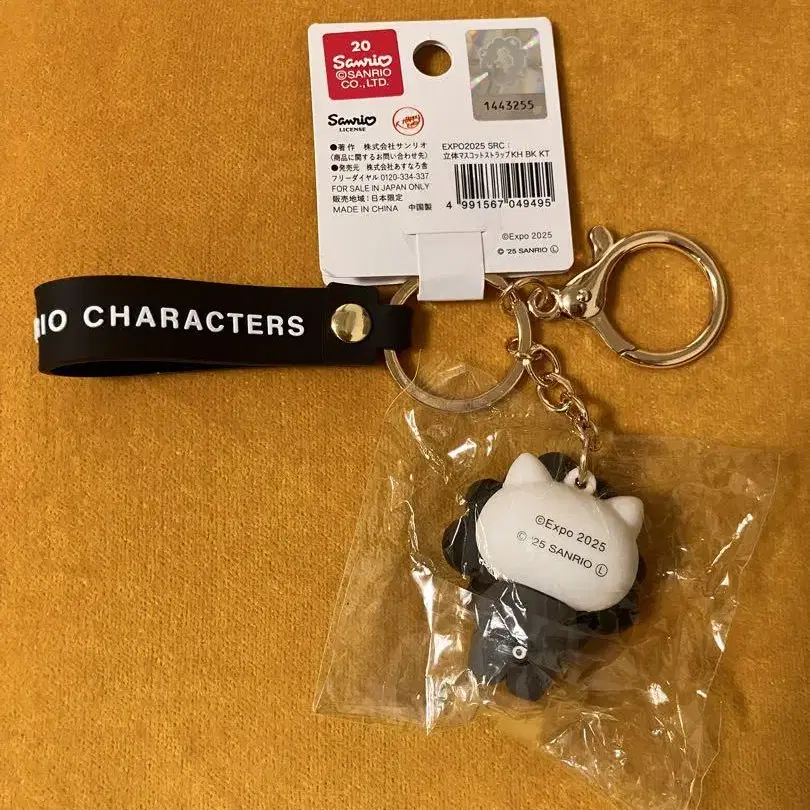 20
Sanrio
©SANRIO
CO.,LTD.
1443255
Sanrio
LICENSE
●著作 株式会社サンリオ
(商品に関するお問い合わせ先)
●発売元 株式会社あすなろ舎
フリーダイヤル 0120-334-337
FOR SALE IN JAPAN ONLY
販売地域:日本限定
MADE IN CHINA 中国製
EXPO2025 SRC:
立体マスコットストラップKH BK KT
4 991567 049495
©Expo 2025
© '25 SANRIO Ⓛ
RIO CHARACTERS
©Expo 2025
© '25 SANRIO Ⓛ